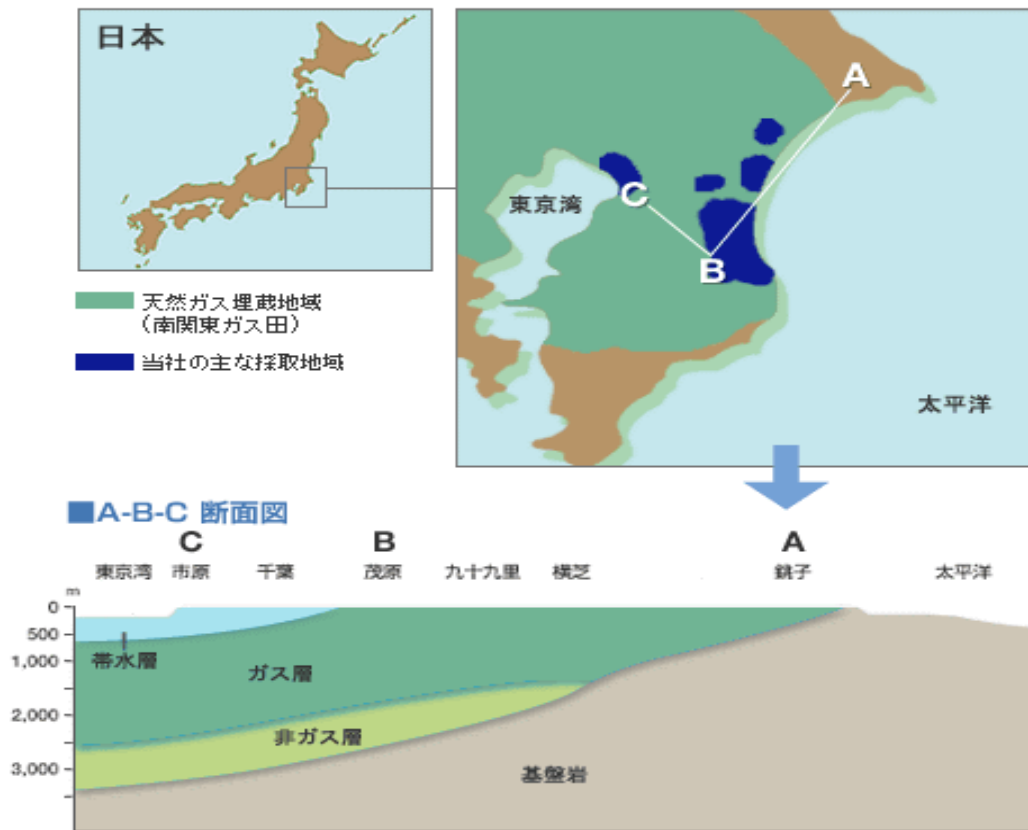 日本
A
C
B
東京湾
太平洋
天然ガス埋蔵地域
(南関東ガス田)
当社の主な採取地域
■A-B-C 断面図
C B A
東京湾 市原 千葉 茂原 九十九里 横芝 銚子 太平洋
m
0
500
1,000
2,000
3,000
帯水層
ガス層
非ガス層
基盤岩